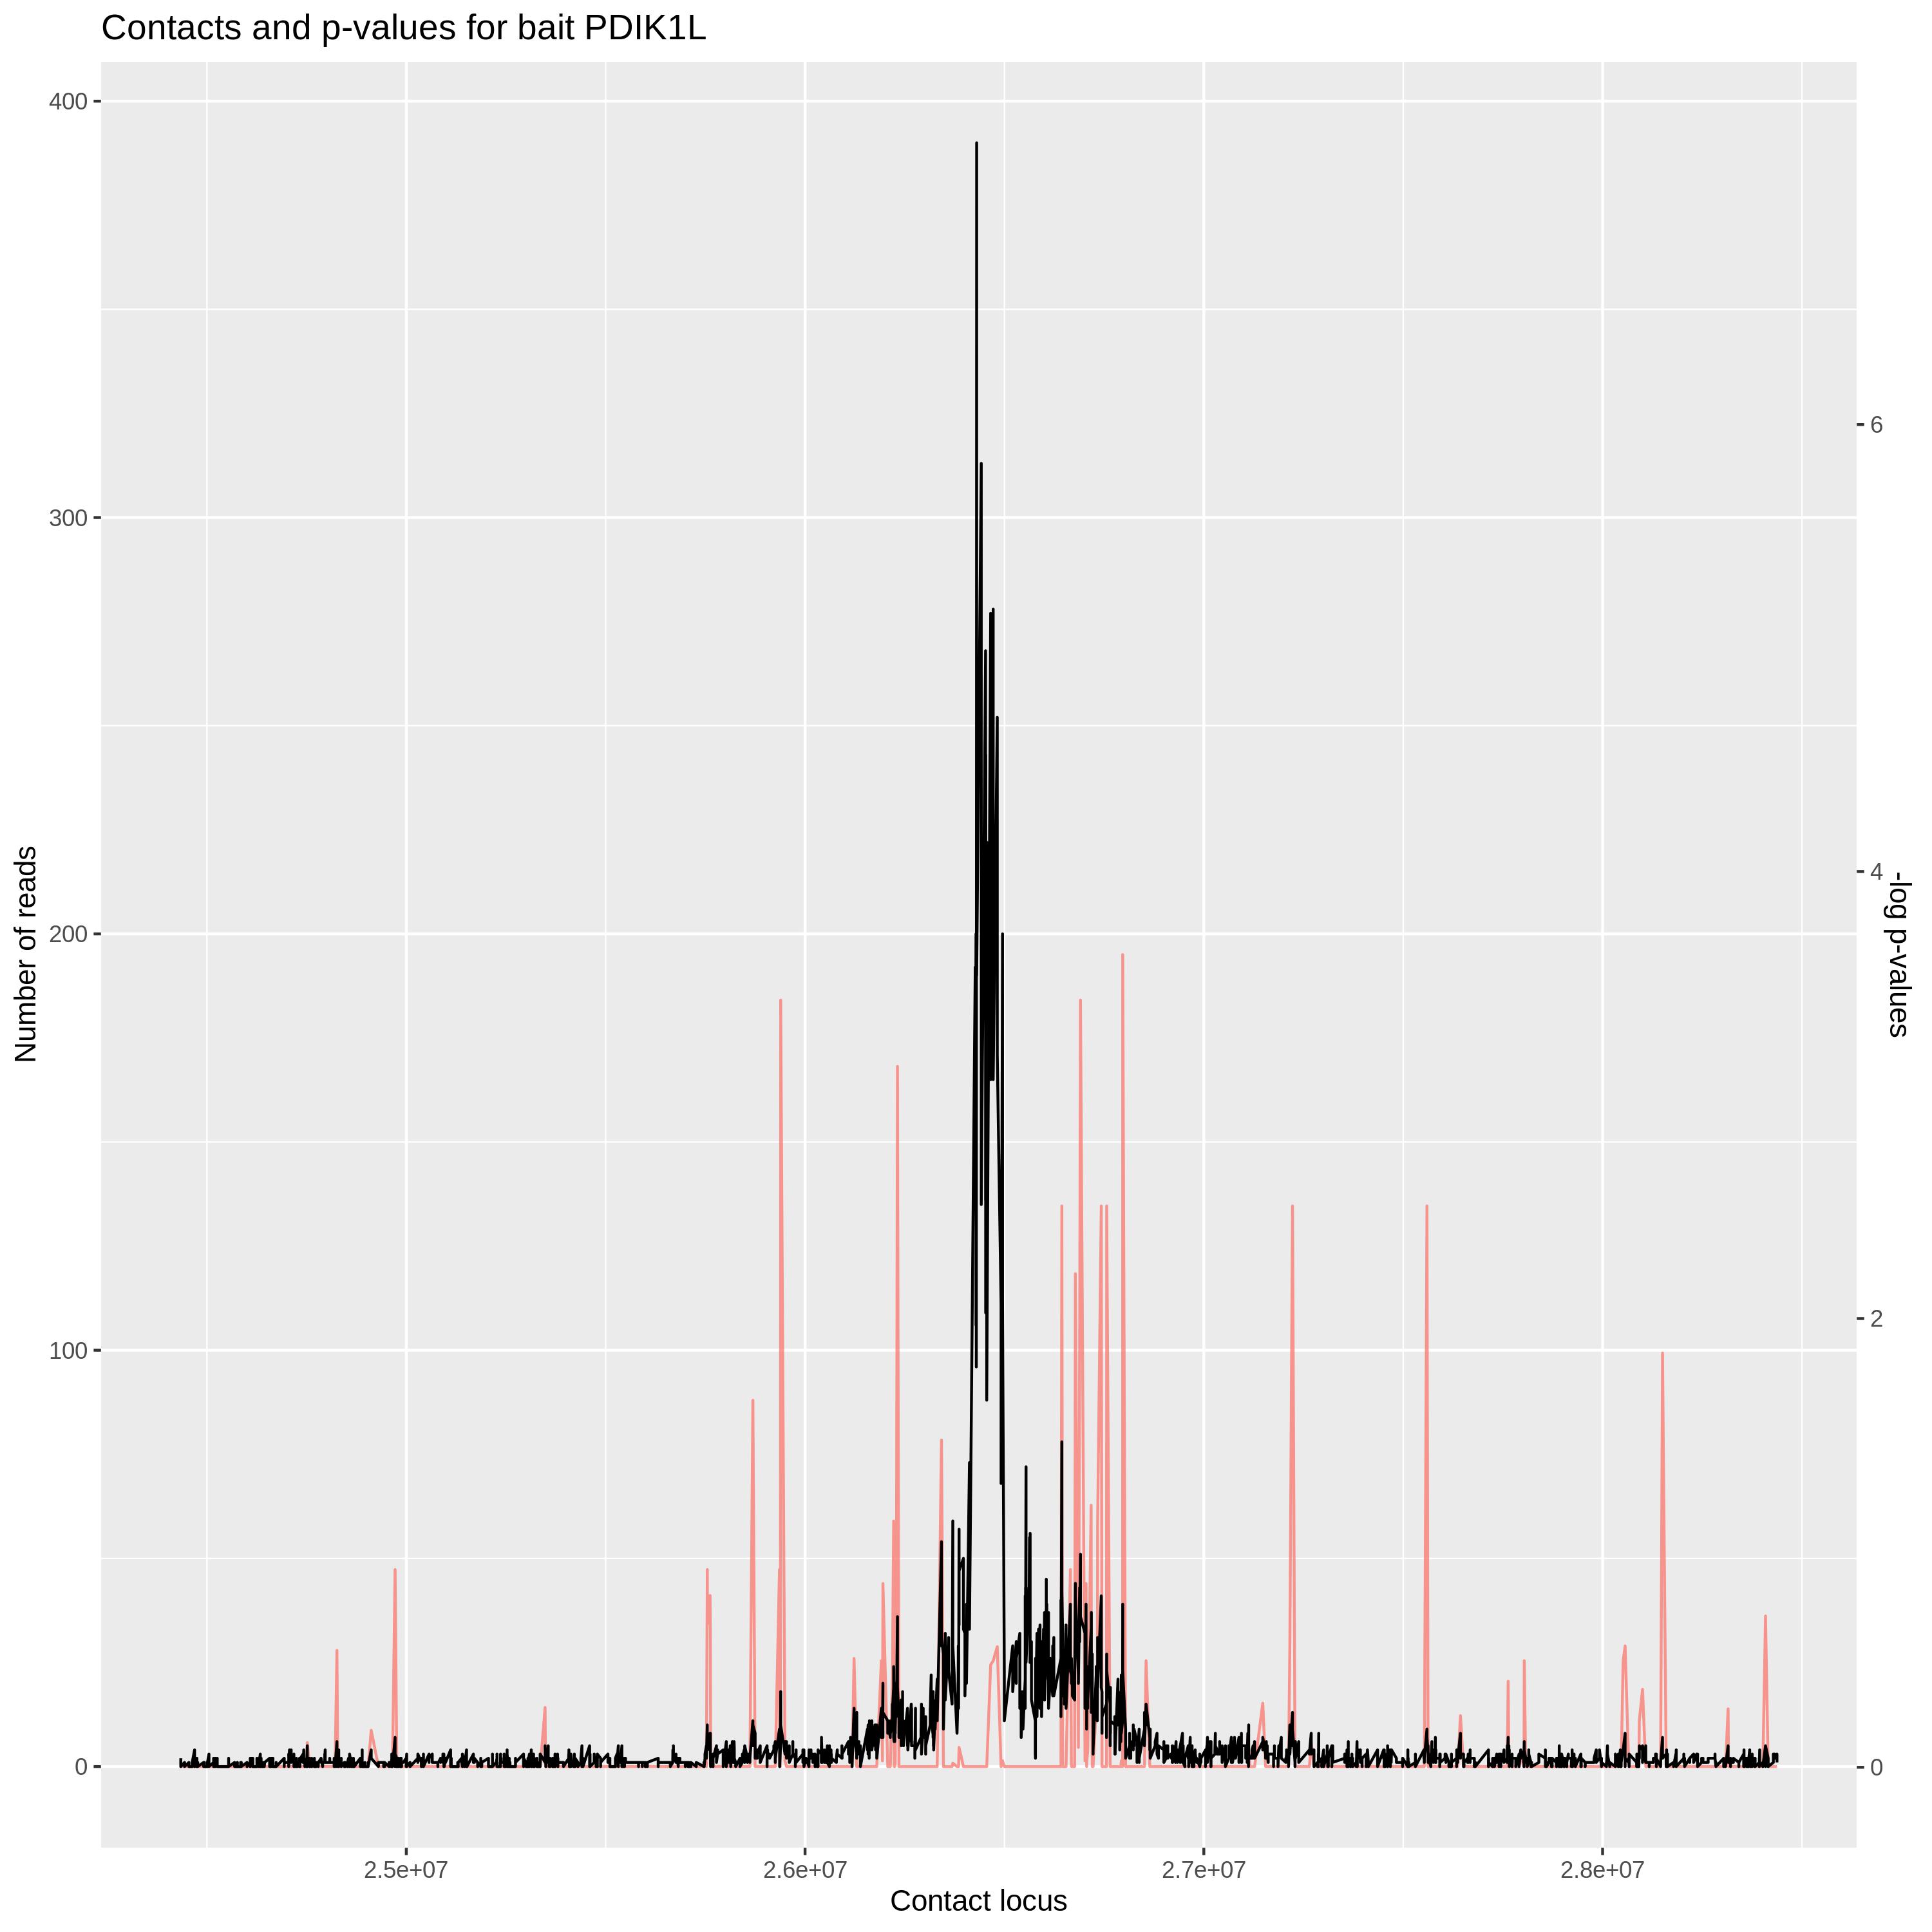 Contacts and p-values for bait PDIK1L
400
300
200
100
0
Number of reads
6
4
2
0
-log p-values
2.5e+07 2.6e+07 2.7e+07 2.8e+07
Contact locus